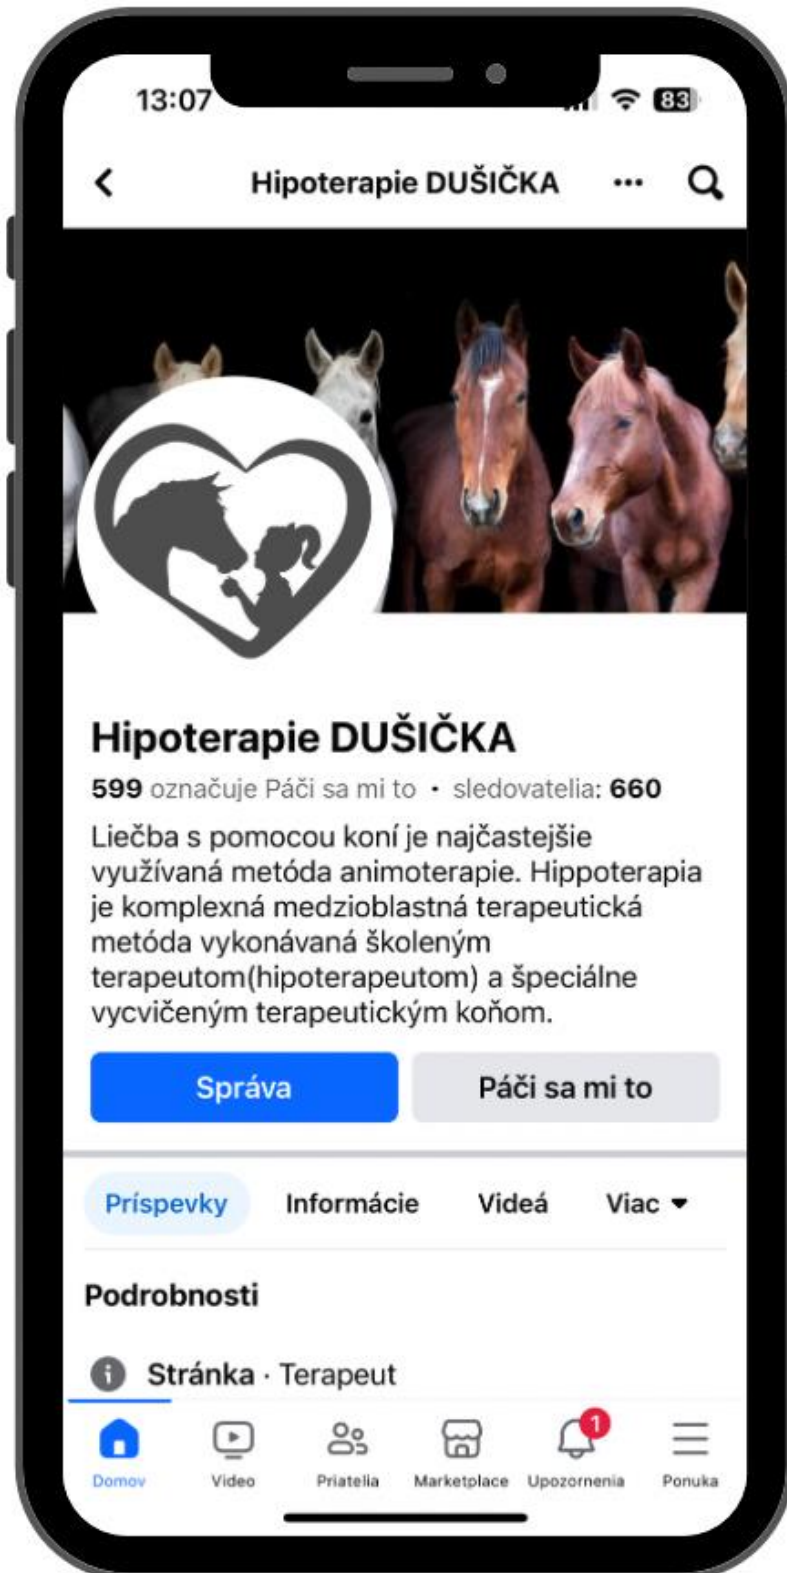 13:07
83
Hipoterapie DUŠIČKA
Hipoterapie DUŠIČKA
599 označuje Páči sa mi to • sledovatelia: 660
Liečba s pomocou koní je najčastejšie
využívaná metóda animoterapie. Hippoterapia
je komplexná medzioblastná terapeutická
metóda vykonávaná školeným
terapeutom(hipoterapeutom) a špeciálne
vycvičeným terapeutickým koňom.
Správa
Páči sa mi to
Príspevky
Informácie
Videá
Viac
Podrobnosti
Stránka · Terapeut
1
Domov
Video
Priatelia
Marketplace
Upozornenia
Ponuka